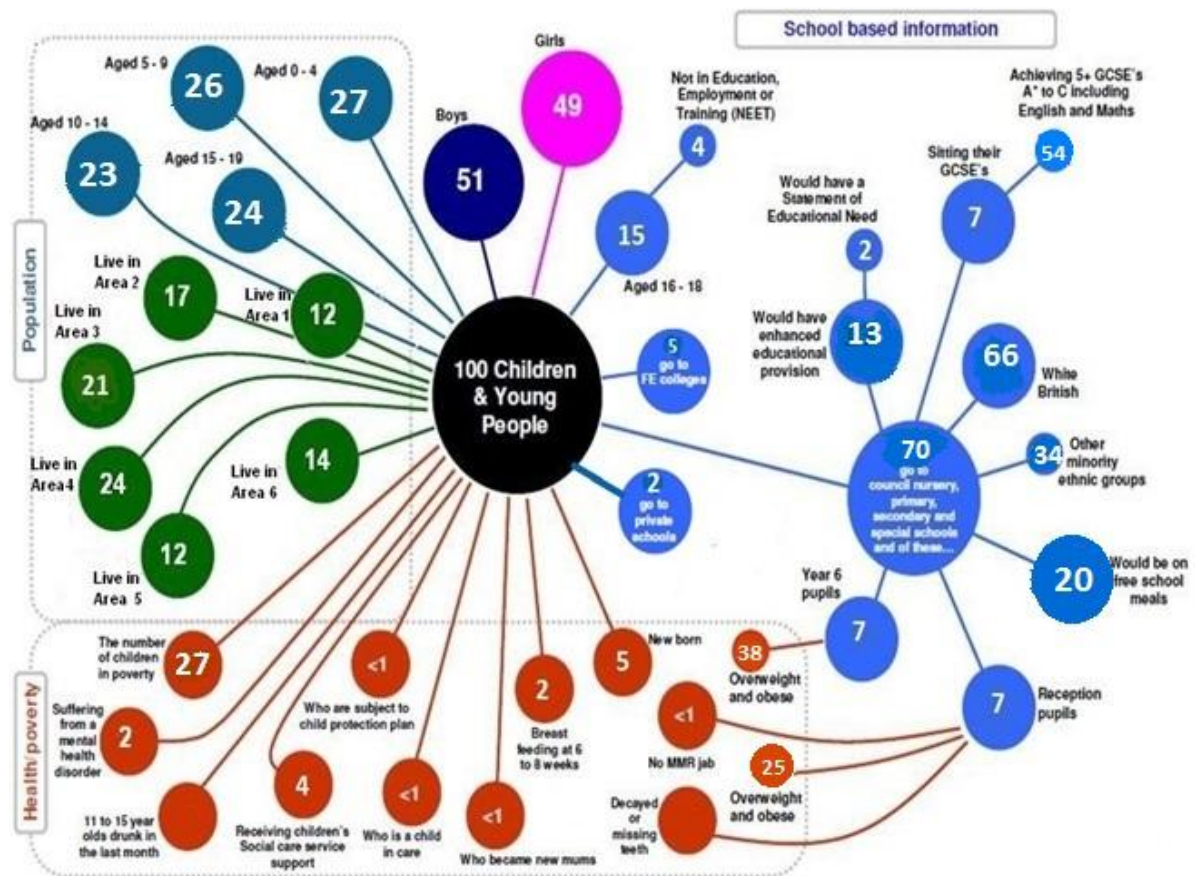 School based information
Girls
49
Boys
51
Not in Education,
Employment or
Training (NEET)
4
15
Aged 16 - 18
Achieving 5+ GCSE's
A* to C including
English and Maths
54
Sitting their
GCSE's
7
Would have a
Statement of
Educational Need
2
Would have
enhanced
educational
provision
13
66
White
British
34
Other
minority
ethnic groups
20
Would be on
free school
meals
70
go to
council nursery,
primary,
secondary and
special schools
and of these...
5
go to
FE colleges
2
go to
private
schools
100 Children
& Young
People
Population
Aged 5 - 9
26
Aged 0 - 4
27
Aged 10 - 14
23
Aged 15 - 19
24
Live in
Area 2
17
Live in
Area 1
12
Live in
Area 3
21
Live in
Area4
24
Live in
Area 6
14
12
Live in
Area 5
Year 6
pupils
7
Reception
pupils
7
Health/poverty
The number
of children
in poverty
27
Suffering
from a
mental
health
disorder
2
11 to 15 year
olds drunk in
the last month
<1
Who are subject to
child protection plan
4
Receiving children's
Social care service
support
<1
Who is a child
in care
<1
Who became new mums
2
Breast
feeding at 6
to 8 weeks
5
New born
38
Overweight
and obese
<1
No MMR jab
25
Overweight
and obese
Decayed
or
missing
teeth